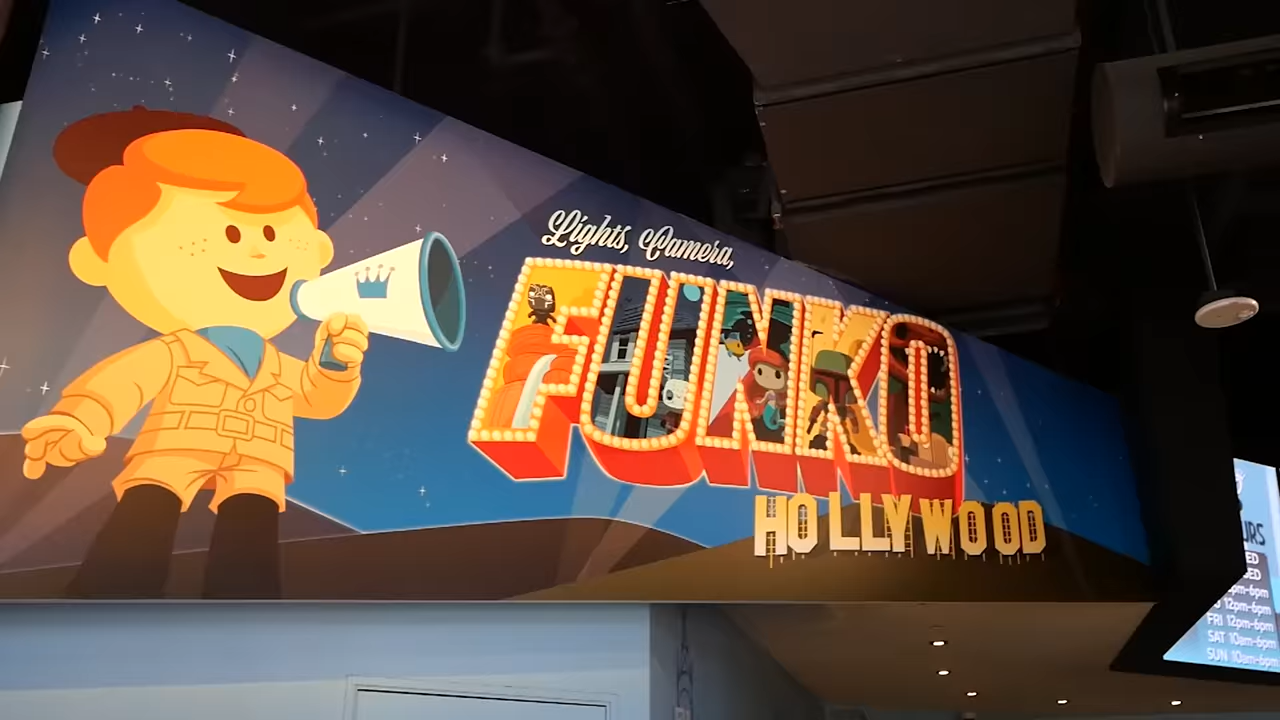 Lights, Camera,
FUNKO
HOLLYWOOD
FRI 12pm-6pm
SAT 10am-6pm
SUN 10am-6pm